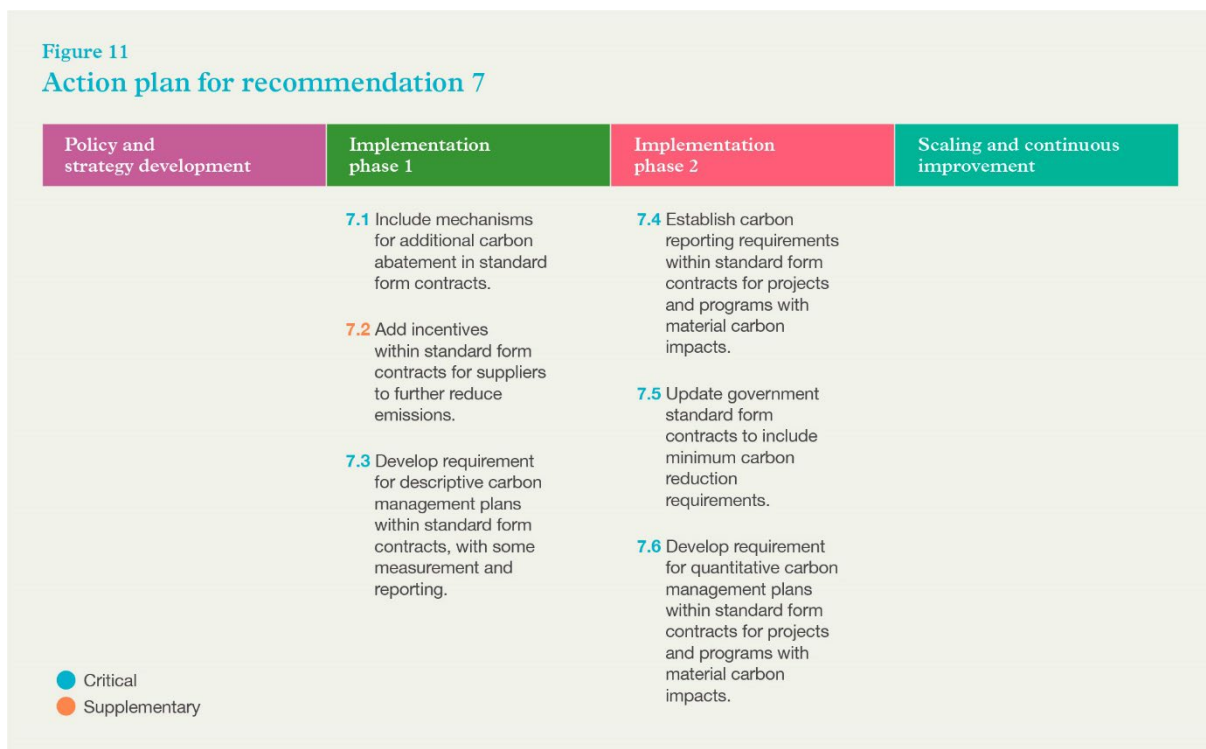 Figure 11
Action plan for recommendation 7
Policy and
strategy development
Implementation
phase 1
Implementation
phase 2
Scaling and continuous
improvement
7.1 Include mechanisms
for additional carbon
abatement in standard
form contracts.
7.2 Add incentives
within standard form
contracts for suppliers
to further reduce
emissions.
7.3 Develop requirement
for descriptive carbon
management plans
within standard form
contracts, with some
measurement and
reporting.
7.4 Establish carbon
reporting requirements
within standard form
contracts for projects
and programs with
material carbon
impacts.
7.5 Update government
standard form
contracts to include
minimum carbon
reduction
requirements.
7.6 Develop requirement
for quantitative carbon
management plans
within standard form
contracts for projects
and programs with
material carbon
impacts.
Critical
Supplementary